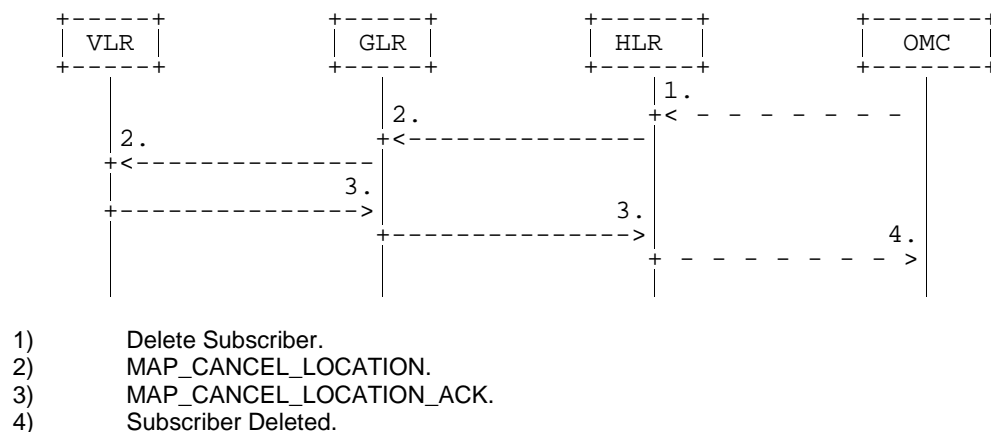 VLR GLR HLR OMC
1.
2.
2.
3.
3.
4.
1) Delete Subscriber.
2) MAP_CANCEL_LOCATION.
3) MAP_CANCEL_LOCATION_ACK.
4) Subscriber Deleted.